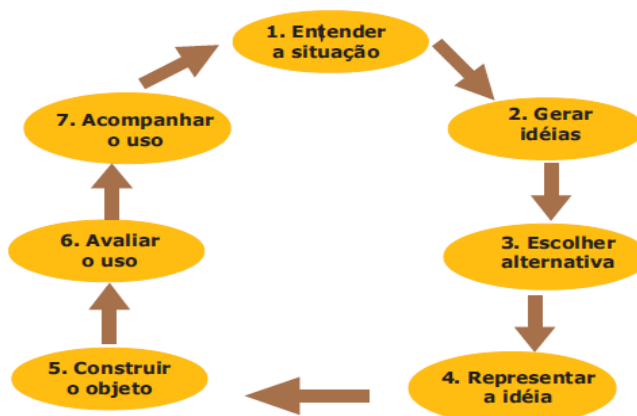 1. Entender
a situação
2. Gerar
idéias
3. Escolher
alternativa
4. Representar
a idéia
5. Construir
o objeto
6. Avaliar
o uso
7. Acompanhar
o uso